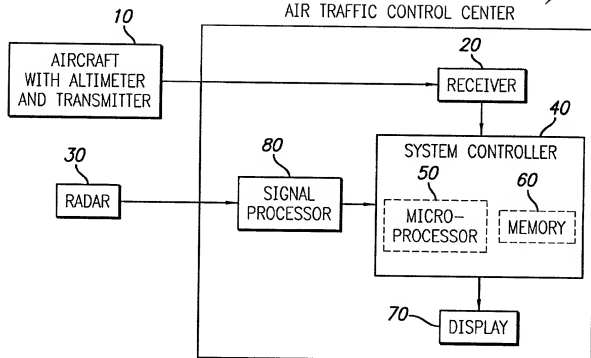 AIR TRAFFIC CONTROL CENTER
10
AIRCRAFT
WITH ALTIMETER
AND TRANSMITTER
20
RECEIVER
40
SYSTEM CONTROLLER
30
RADAR
80
SIGNAL
PROCESSOR
50
MICRO-
PROCESSOR
60
MEMORY
70
DISPLAY